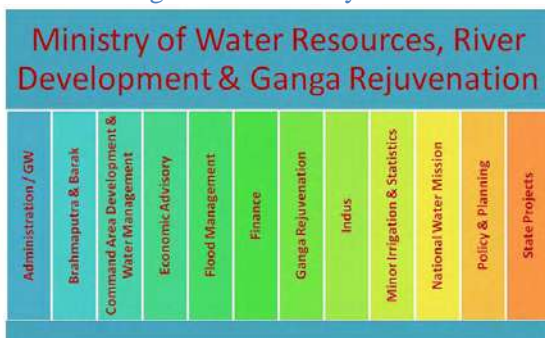 Ministry of Water Resources, River
Development & Ganga Rejuvenation
Administration / GW
Brahmaputra & Barak
Command Area Development &
Water Management
Economic Advisory
Flood Management
Finance
Ganga Rejuvenation
Indus
Minor Irrigation & Statistics
National Water Mission
Policy & Planning
State Projects